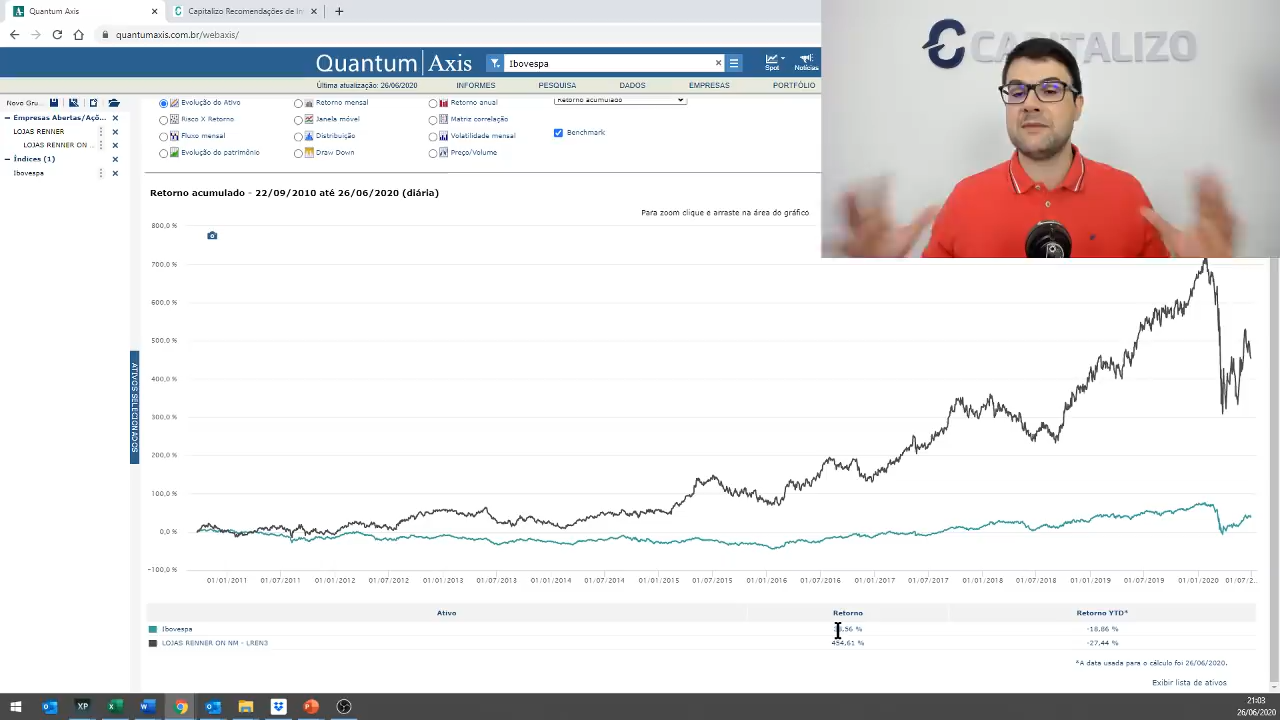 Quantum Axis
Capitalizo Recomendações de In
quantumaxis.com.br/webaxis/
Quantum Axis
Ibovespa
Spot
Notícias
Última atualização: 26/06/2020
INFORMES
PESQUISA
DADOS
EMPRESAS
PORTFÓLIO
CAPITALIZO
Novo Gru...
Empresas Abertas/Açõ...
LOJAS RENNER
LOJAS RENNER ON ...
Índices (1)
Ibovespa
Evolução do Ativo
Retorno mensal
Retorno anual
Retorno acumulado
Risco X Retorno
Janela móvel
Matriz correlação
Benchmark
Fluxo mensal
Distribuição
Volatilidade mensal
Evolução do patrimônio
Draw Down
Preço/Volume
Retorno acumulado - 22/09/2010 até 26/06/2020 (diária)
Para zoom clique e arraste na área do gráfico
800,0 %
700,0 %
600,0 %
500,0 %
400,0 %
300,0 %
200,0 %
100,0 %
0,0 %
-100,0 %
01/01/2011
01/07/2011
01/01/2012
01/07/2012
01/01/2013
01/07/2013
01/01/2014
01/07/2014
01/01/2015
01/07/2015
01/01/2016
01/07/2016
01/01/2017
01/07/2017
01/01/2018
01/07/2018
01/01/2019
01/07/2019
01/01/2020
01/07/2...
ATIVOS SELECIONADOS
Ativo
Retorno
Retorno YTD*
Ibovespa
-18,86 %
LOJAS RENNER ON NM - LREN3
454,61 %
-27,44 %
*A data usada para o cálculo foi 26/06/2020.
Exibir lista de ativos
XP
21:03
26/06/2020